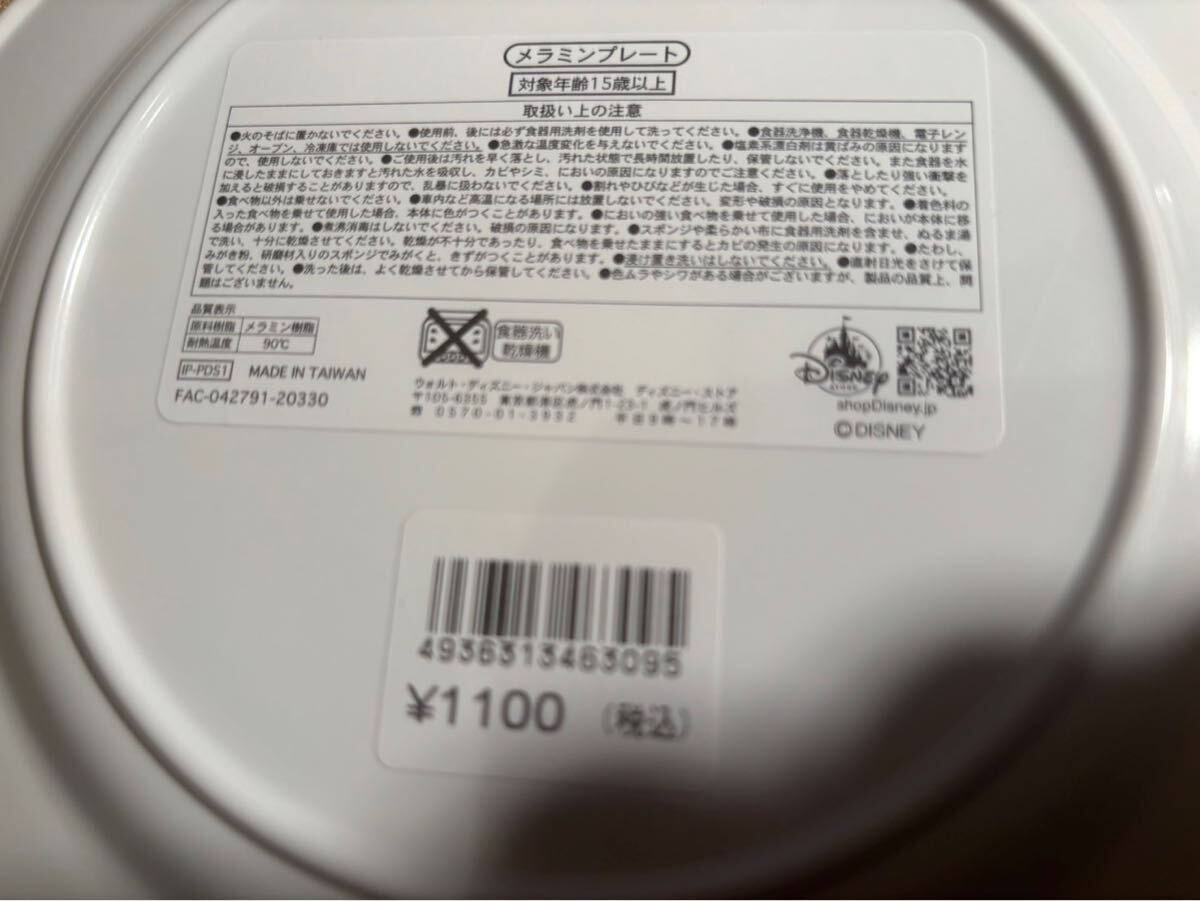 メラミンプレート
対象年齢15歳以上
取扱い上の注意
●火のそばに置かないでください。●使用前、後には必ず食器用洗剤を使用して洗ってください。●食器洗浄機、食器乾燥機、電子レン
ジ、オーブン、冷凍庫では使用しないでください。●急激な温度変化を与えないでください。●塩素系漂白剤は黄ばみの原因になります
ので、使用しないでください。●ご使用後は汚れを早く落とし、汚れた状態で長時間放置したり、保管しないでください。また食器を水
に浸したままにしておきますと汚れた水を吸収し、カビやシミ、においの原因になりますのでご注意ください。●落としたり強い衝撃を
加えると破損することがありますので、乱暴に扱わないでください。●割れやひびなどが生じた場合、すぐに使用をやめてください。
●食べ物以外は乗せないでください。●車内など高温になる場所には放置しないでください。変形や破損の原因となります。●着色料の
入った食べ物を乗せて使用した場合、本体に色がつくことがあります。●においの強い食べ物を乗せて使用した場合、においが本体に移
る場合があります。●煮沸消毒はしないでください。破損の原因になります。●スポンジや柔らかい布に食器用洗剤を含ませ、ぬるま湯
で洗い、十分に乾燥させてください。乾燥が不十分であったり、食べ物を乗せたままにするとカビの発生の原因になります。●たわし、
みがき粉、研磨材入りのスポンジでみがくと、きずがつくことがあります。●浸け置き洗いはしないでください。●直射日光をさけて保
管してください。●洗った後は、よく乾燥させてから保管してください。●色ムラやシワがある場合がございますが、製品の品質上、問
題はございません。
品質表示
原料樹脂 メラミン樹脂
耐熱温度 90℃
IP-PDS1 MADE IN TAIWAN
FAC-042791-20330
食器洗い
乾燥機
ウォルト・ディズニー・ジャパン株式会社 ディズニー・ストア
〒105-6355 東京都港区虎ノ門1-23-1 虎ノ門ヒルズ
☎ 0570-01-3932 平日9時～17時
DISNEY
STORE
shopDisney.jp
©DISNEY
4936313463095
¥1100 (税込)